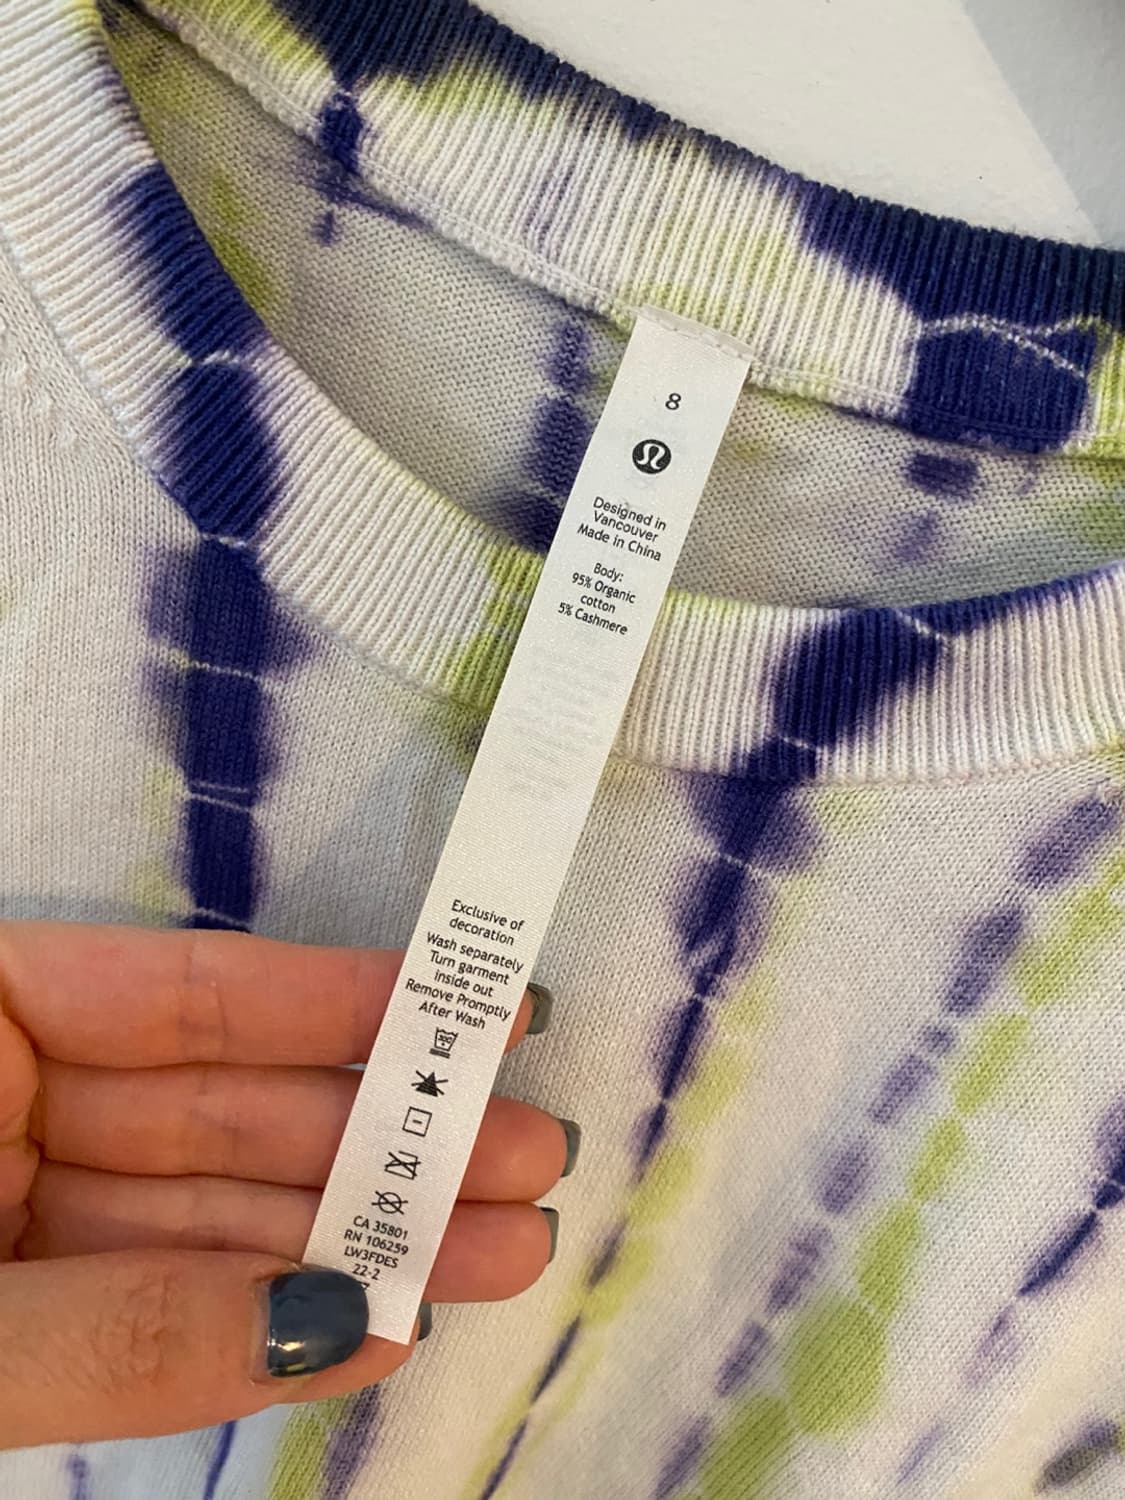 8
Designed in
Vancouver
Made in China
Body:
95% Organic
cotton
5% Cashmere
Exclusive of
decoration
Wash separately
Turn garment
inside out
Remove Promptly
After Wash
30C
CA 35801
RN 106259
LW3FDES
22-2